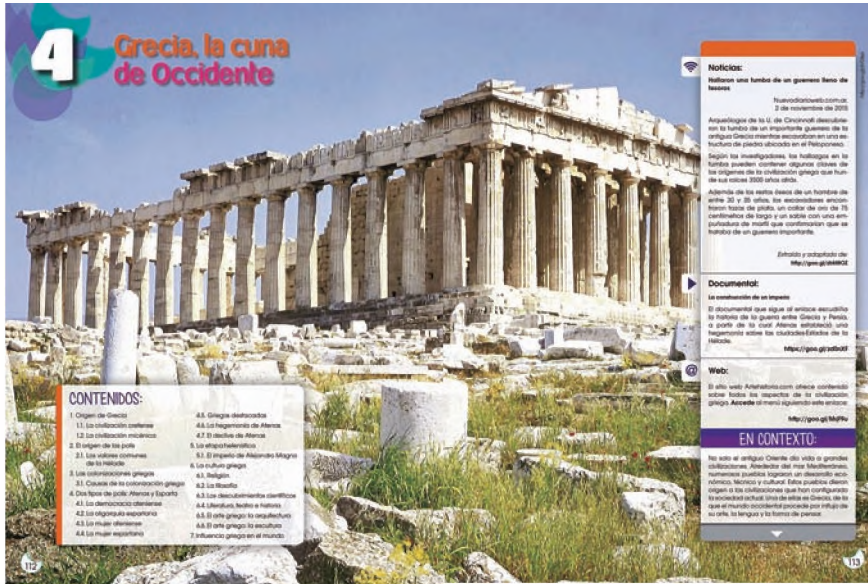 4
Grecia, la cuna
de Occidente
CONTENIDOS:
1. Origen de Grecia
1.1. La civilización cretense
1.2. La civilización micénica
2. El origen de las polis
2.1. Los valores comunes
de la Hélade
3. Las colonizaciones griegas
3.1. Causas de la colonización griega
4. Dos tipos de polis: Atenas y Esparta
4.1. La democracia ateniense
4.2. La oligarquía espartana
4.3. La mujer ateniense
4.4. La mujer espartana
4.5. Griegas destacadas
4.6. La hegemonía de Atenas
4.7. El declive de Atenas
5. La etapa helenística
5.1. El imperio de Alejandro Magno
6. La cultura griega
6.1. Religión
6.2. La filosofía
6.3. Los descubrimientos científicos
6.4. Literatura, teatro e historia
6.5. El arte griego: la arquitectura
6.6. El arte griego: la escultura
7. Influencia griega en el mundo
112
Noticias:
Hallaron una tumba de un guerrero lleno de
tesoros
Nuevodiarioweb.com.ar,
2 de noviembre de 2015
Arqueólogos de la U. de Cincinnati descubrie-
ron la tumba de un importante guerrero de la
antigua Grecia mientras excavaban en una es-
tructura de piedra ubicada en el Peloponeso.
Según los investigadores, los hallazgos en la
tumba pueden contener algunas claves de
los orígenes de la civilización griega que hun-
de sus raíces 3500 años atrás.
Además de los restos óseos de un hombre de
entre 30 y 35 años, los excavadores encon-
traron tazas de plata, un collar de oro de 75
centímetros de largo y un sable con una em-
puñadura de marfil que confirmarían que se
trataba de un guerrero importante.
Extraído y adaptado de:
Documental:
La construcción de un imperio
El documental que sigue al enlace escudriña
la historia de la guerra entre Grecia y Persia,
a partir de la cual Atenas estableció una
hegemonía sobre las ciudades-Estados de la
Hélade.
@
Web:
El sitio web Artehistoria.com ofrece contenido
sobre todos los aspectos de la civilización
griega. Accede al menú siguiendo este enlace:
EN CONTEXTO:
No solo el antiguo Oriente dio vida a grandes
civilizaciones. Alrededor del mar Mediterráneo,
numerosos pueblos lograron un desarrollo eco-
nómico, técnico y cultural. Estos pueblos dieron
origen a las civilizaciones que han configurado
la sociedad actual. Una de ellas es Grecia, de la
que el mundo occidental procede por influjo de
su arte, la lengua y la forma de pensar.
113